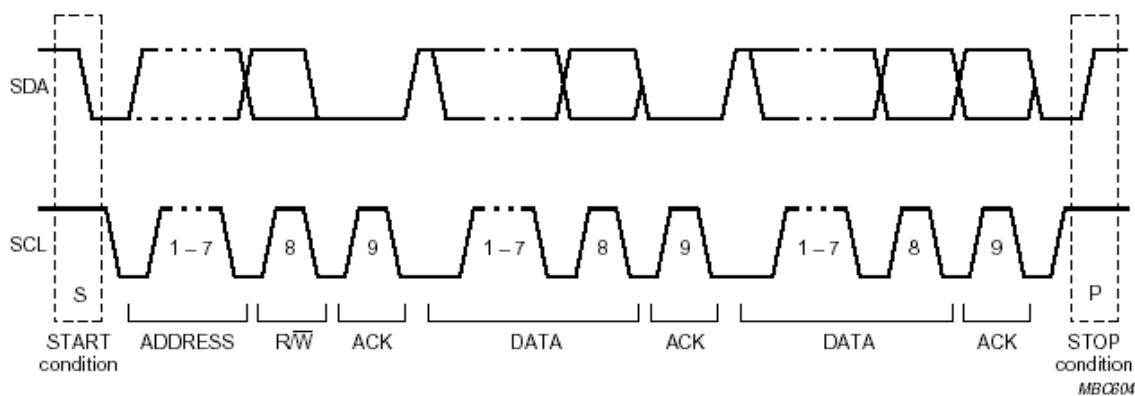 SDA
SCL
1 – 7
8
9
1 – 7
8
9
1 – 7
8
9
S
P
START
condition
ADDRESS
R/W̅
ACK
DATA
ACK
DATA
ACK
STOP
condition
MBC604